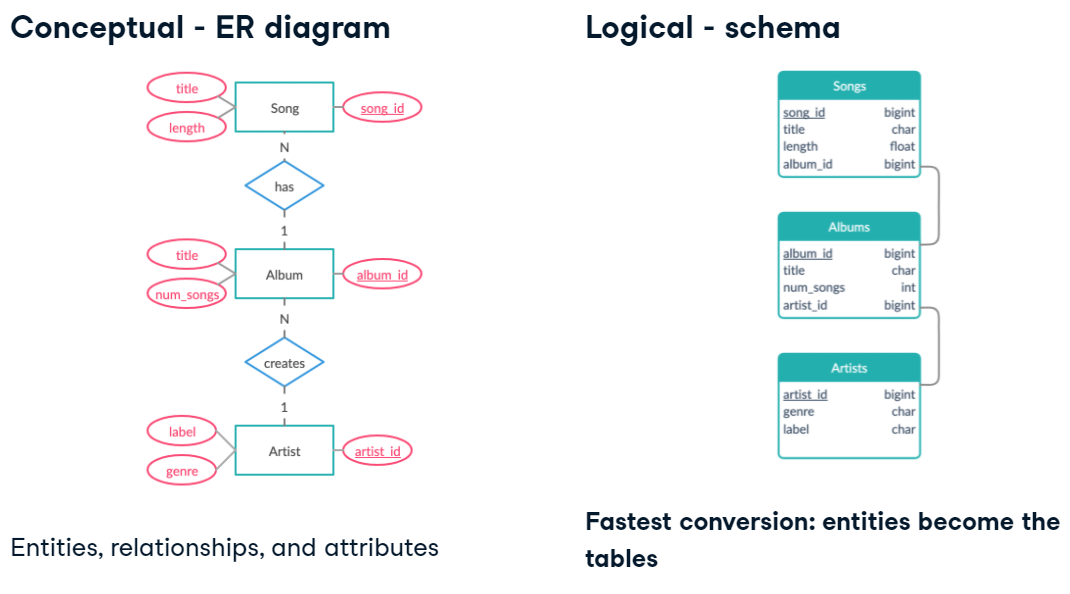 Conceptual - ER diagram
title
length
Song
song_id
N
has
1
title
num_songs
Album
album_id
N
creates
1
label
genre
Artist
artist_id
Entities, relationships, and attributes
Logical - schema
Songs
song_id bigint
title char
length float
album_id bigint
Albums
album_id bigint
title char
num_songs int
artist_id bigint
Artists
artist_id bigint
genre char
label char
Fastest conversion: entities become the
tables